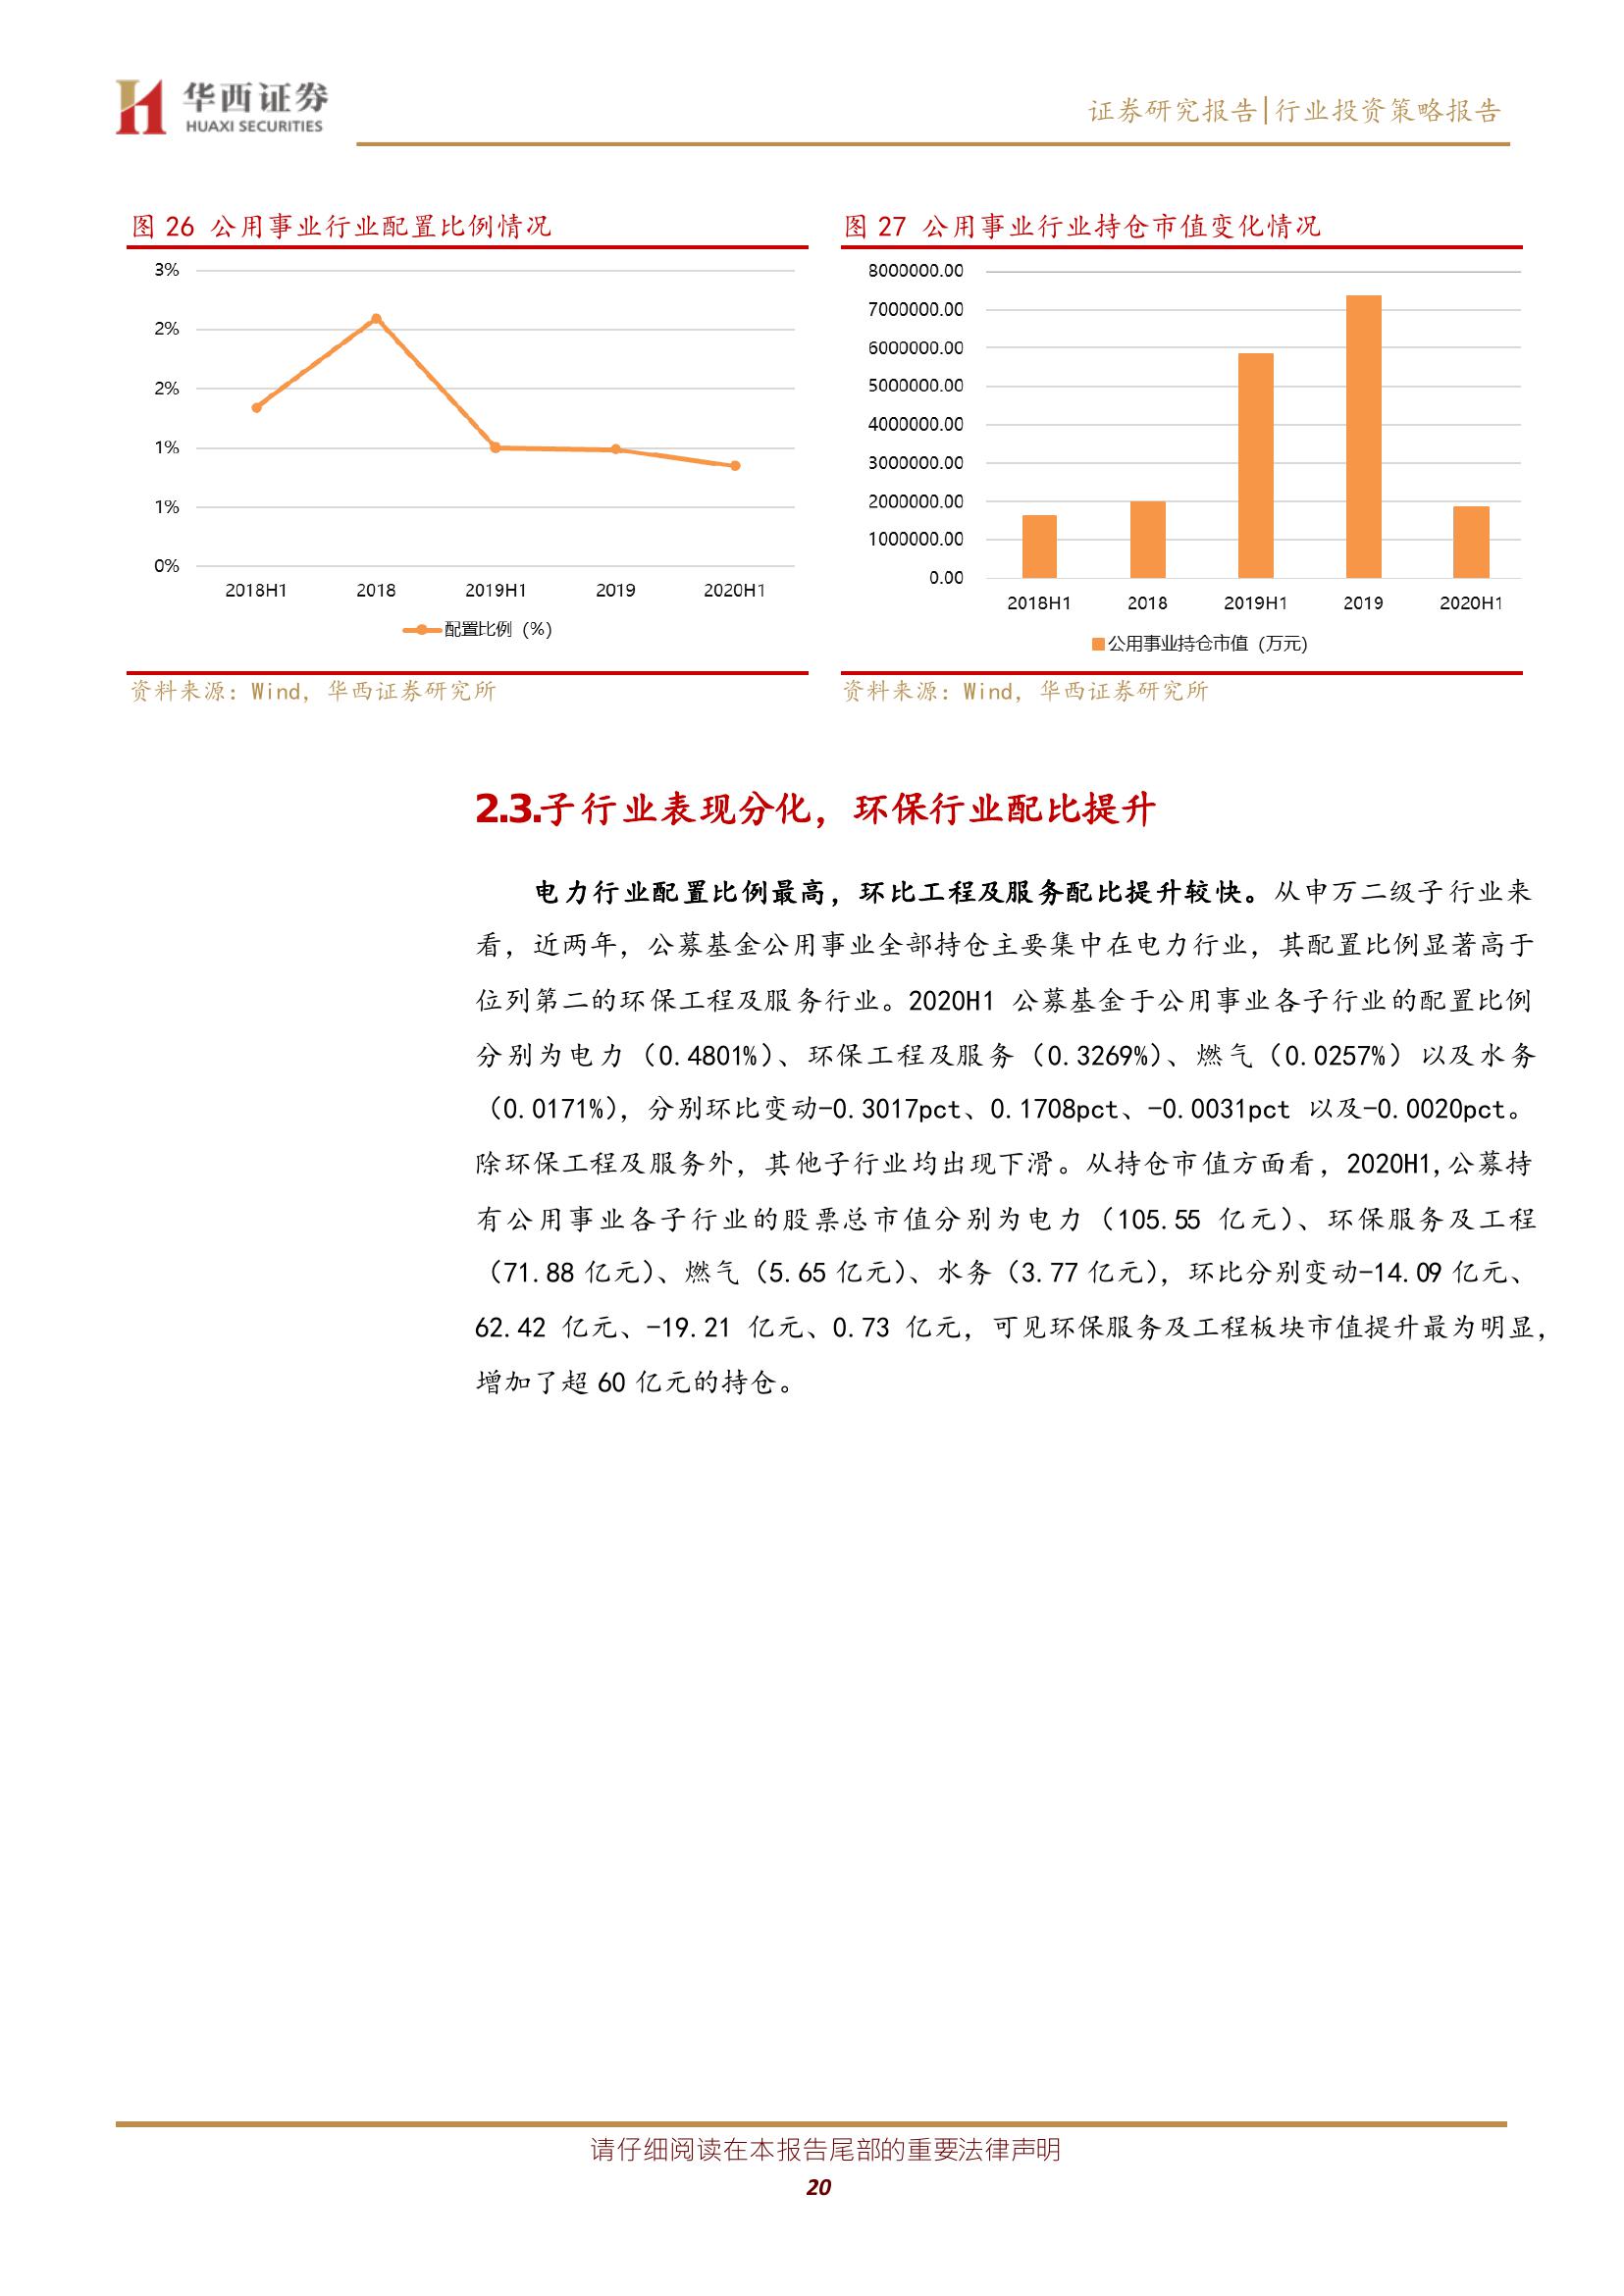 华西证券
HUAXI SECURITIES
证券研究报告|行业投资策略报告
图 26 公用事业行业配置比例情况
3%
2%
2%
1%
1%
0%
2018H1 2018 2019H1 2019 2020H1
配置比例（%）
资料来源：Wind，华西证券研究所
图 27 公用事业行业持仓市值变化情况
8000000.00
7000000.00
6000000.00
5000000.00
4000000.00
3000000.00
2000000.00
1000000.00
0.00
2018H1 2018 2019H1 2019 2020H1
公用事业持仓市值（万元）
资料来源：Wind，华西证券研究所
2.3.子行业表现分化，环保行业配比提升
电力行业配置比例最高，环比工程及服务配比提升较快。从申万二级子行业来
看，近两年，公募基金公用事业全部持仓主要集中在电力行业，其配置比例显著高于
位列第二的环保工程及服务行业。2020H1 公募基金于公用事业各子行业的配置比例
分别为电力（0.4801%）、环保工程及服务（0.3269%）、燃气（0.0257%）以及水务
（0.0171%），分别环比变动-0.3017pct、0.1708pct、-0.0031pct 以及-0.0020pct。
除环保工程及服务外，其他子行业均出现下滑。从持仓市值方面看，2020H1,公募持
有公用事业各子行业的股票总市值分别为电力（105.55 亿元）、环保服务及工程
（71.88 亿元）、燃气（5.65 亿元）、水务（3.77 亿元），环比分别变动-14.09 亿元、
62.42 亿元、-19.21 亿元、0.73 亿元，可见环保服务及工程板块市值提升最为明显，
增加了超 60 亿元的持仓。
请仔细阅读在本报告尾部的重要法律声明
20